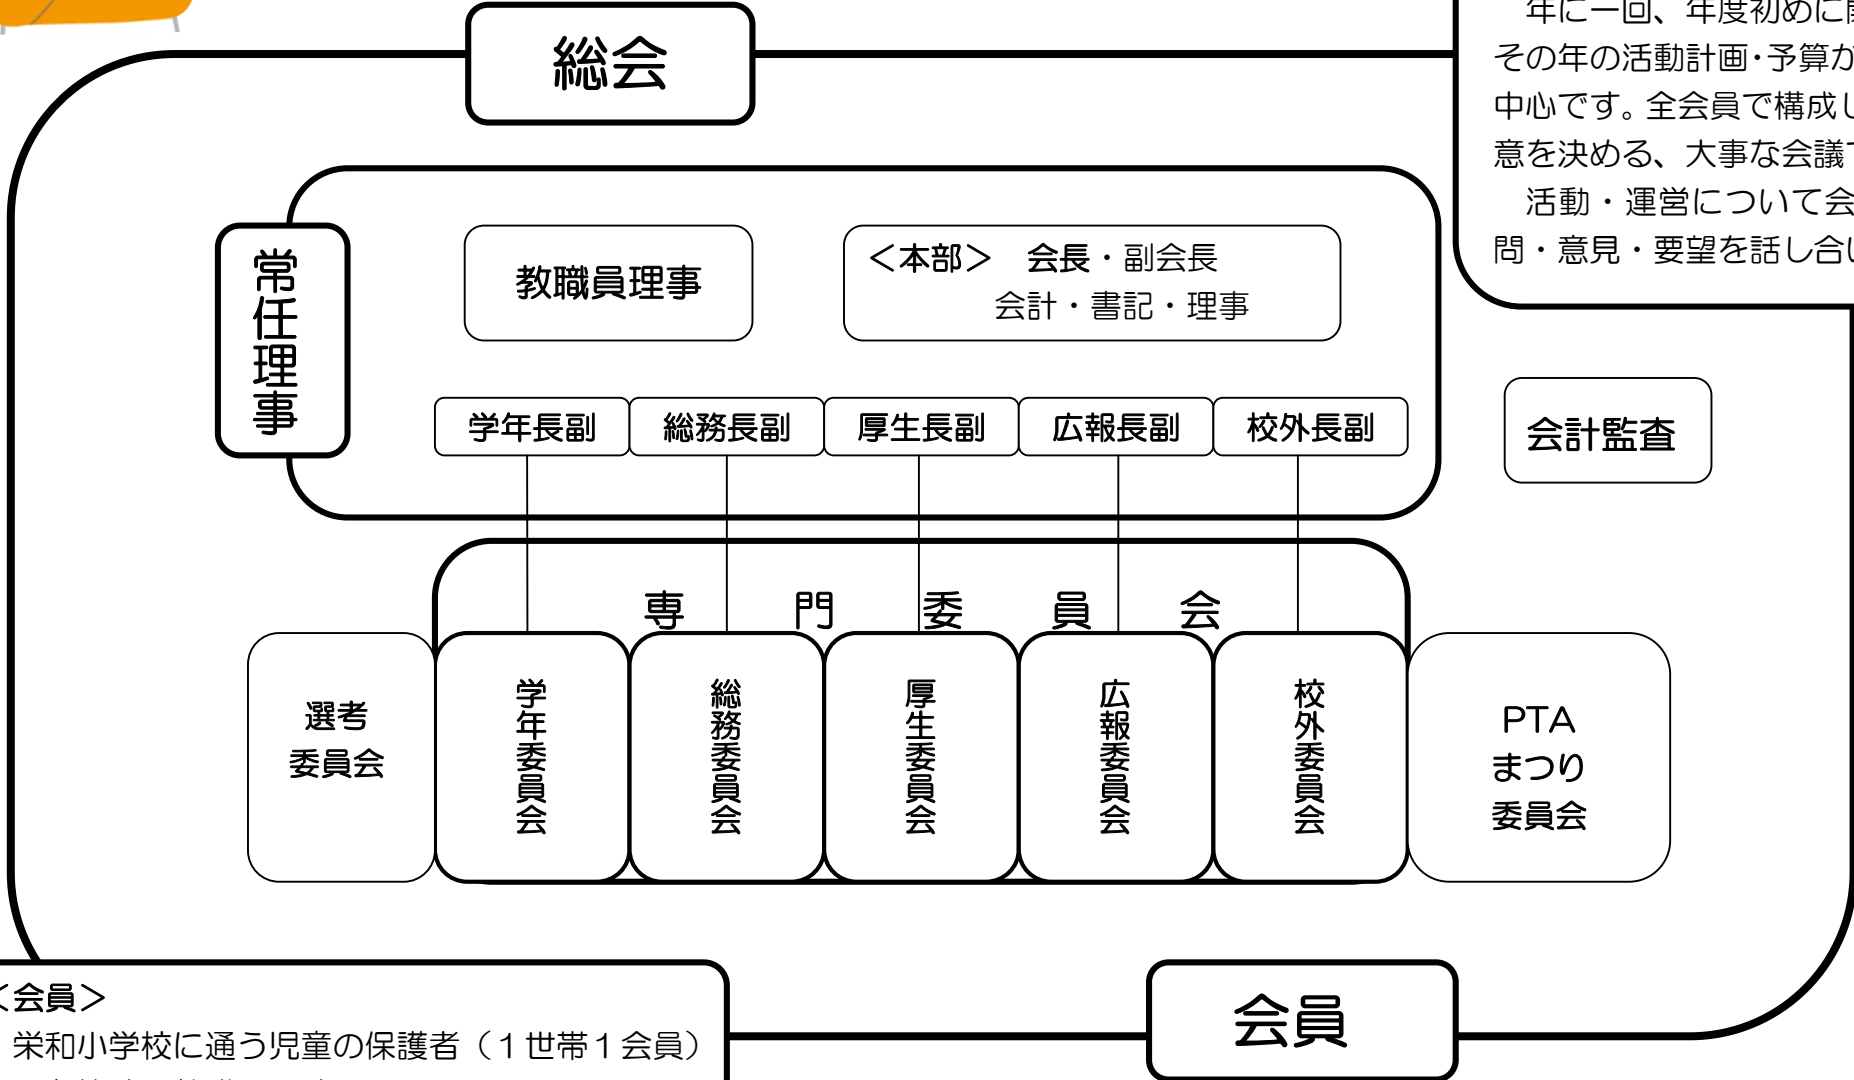 総会
年に一回、年度初めに
その年の活動計画・予算が
中心です。全会員で構成し
意を決める、大事な会議
活動・運営について会
問・意見・要望を話し合
常任理事
教職員理事
＜本部＞　会長・副会長
会計・書記・理事
学年長副
総務長副
厚生長副
広報長副
校外長副
会計監査
専門委員会
選考
委員会
学年委員会
総務委員会
厚生委員会
広報委員会
校外委員会
PTA
まつり
委員会
＜会員＞
栄和小学校に通う児童の保護者（１世帯１会員）
会員